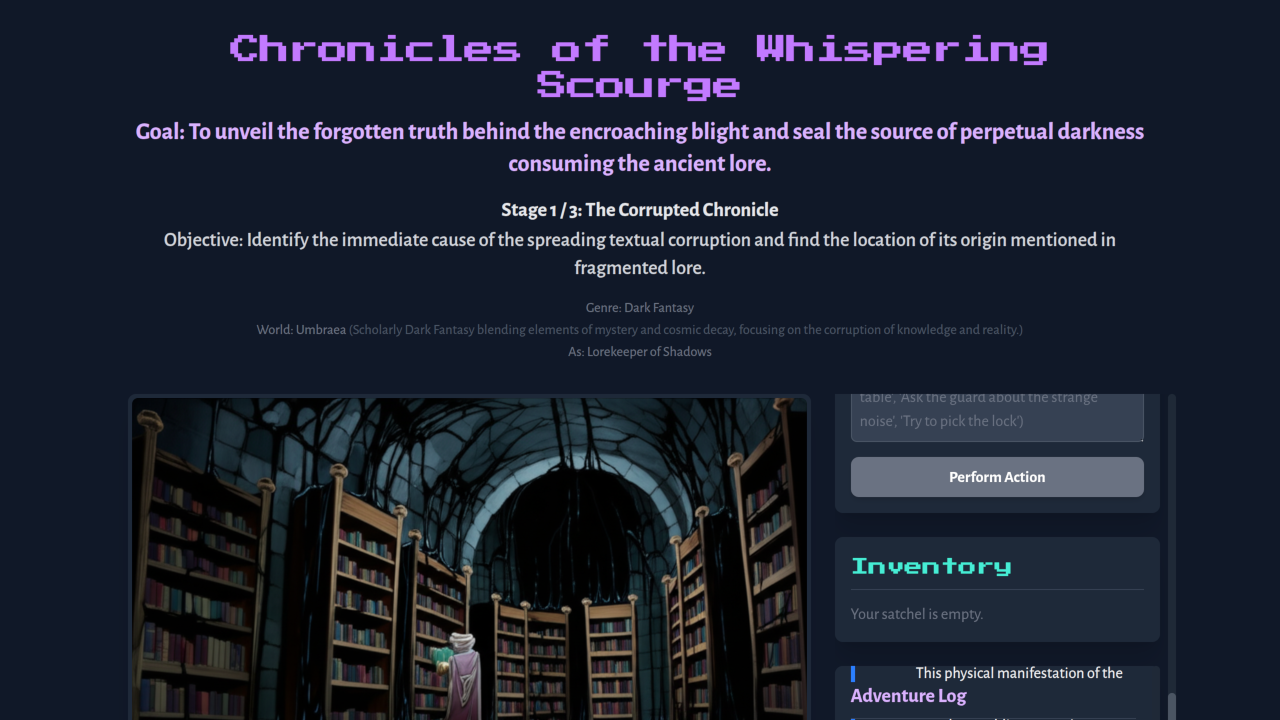 Chronicles of the Whispering
Scourge
Goal: To unveil the forgotten truth behind the encroaching blight and seal the source of perpetual darkness
consuming the ancient lore.
Stage 1 / 3: The Corrupted Chronicle
Objective: Identify the immediate cause of the spreading textual corruption and find the location of its origin mentioned in
fragmented lore.
Genre: Dark Fantasy
World: Umbraea (Scholarly Dark Fantasy blending elements of mystery and cosmic decay, focusing on the corruption of knowledge and reality.)
As: Lorekeeper of Shadows
table', 'Ask the guard about the strange
noise', 'Try to pick the lock')
Perform Action
Inventory
Your satchel is empty.
This physical manifestation of the
Adventure Log